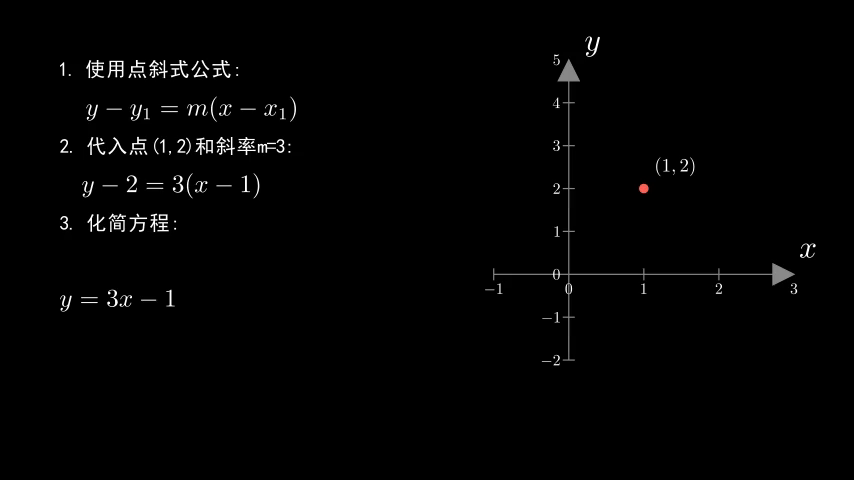 1. 使用点斜式公式:
y − y₁ = m(x − x₁)
2. 代入点(1,2)和斜率m=3:
y − 2 = 3(x − 1)
3. 化简方程:
y = 3x − 1
y
5
4
3
(1, 2)
2
1
x
0
−1 0 1 2 3
−1
−2